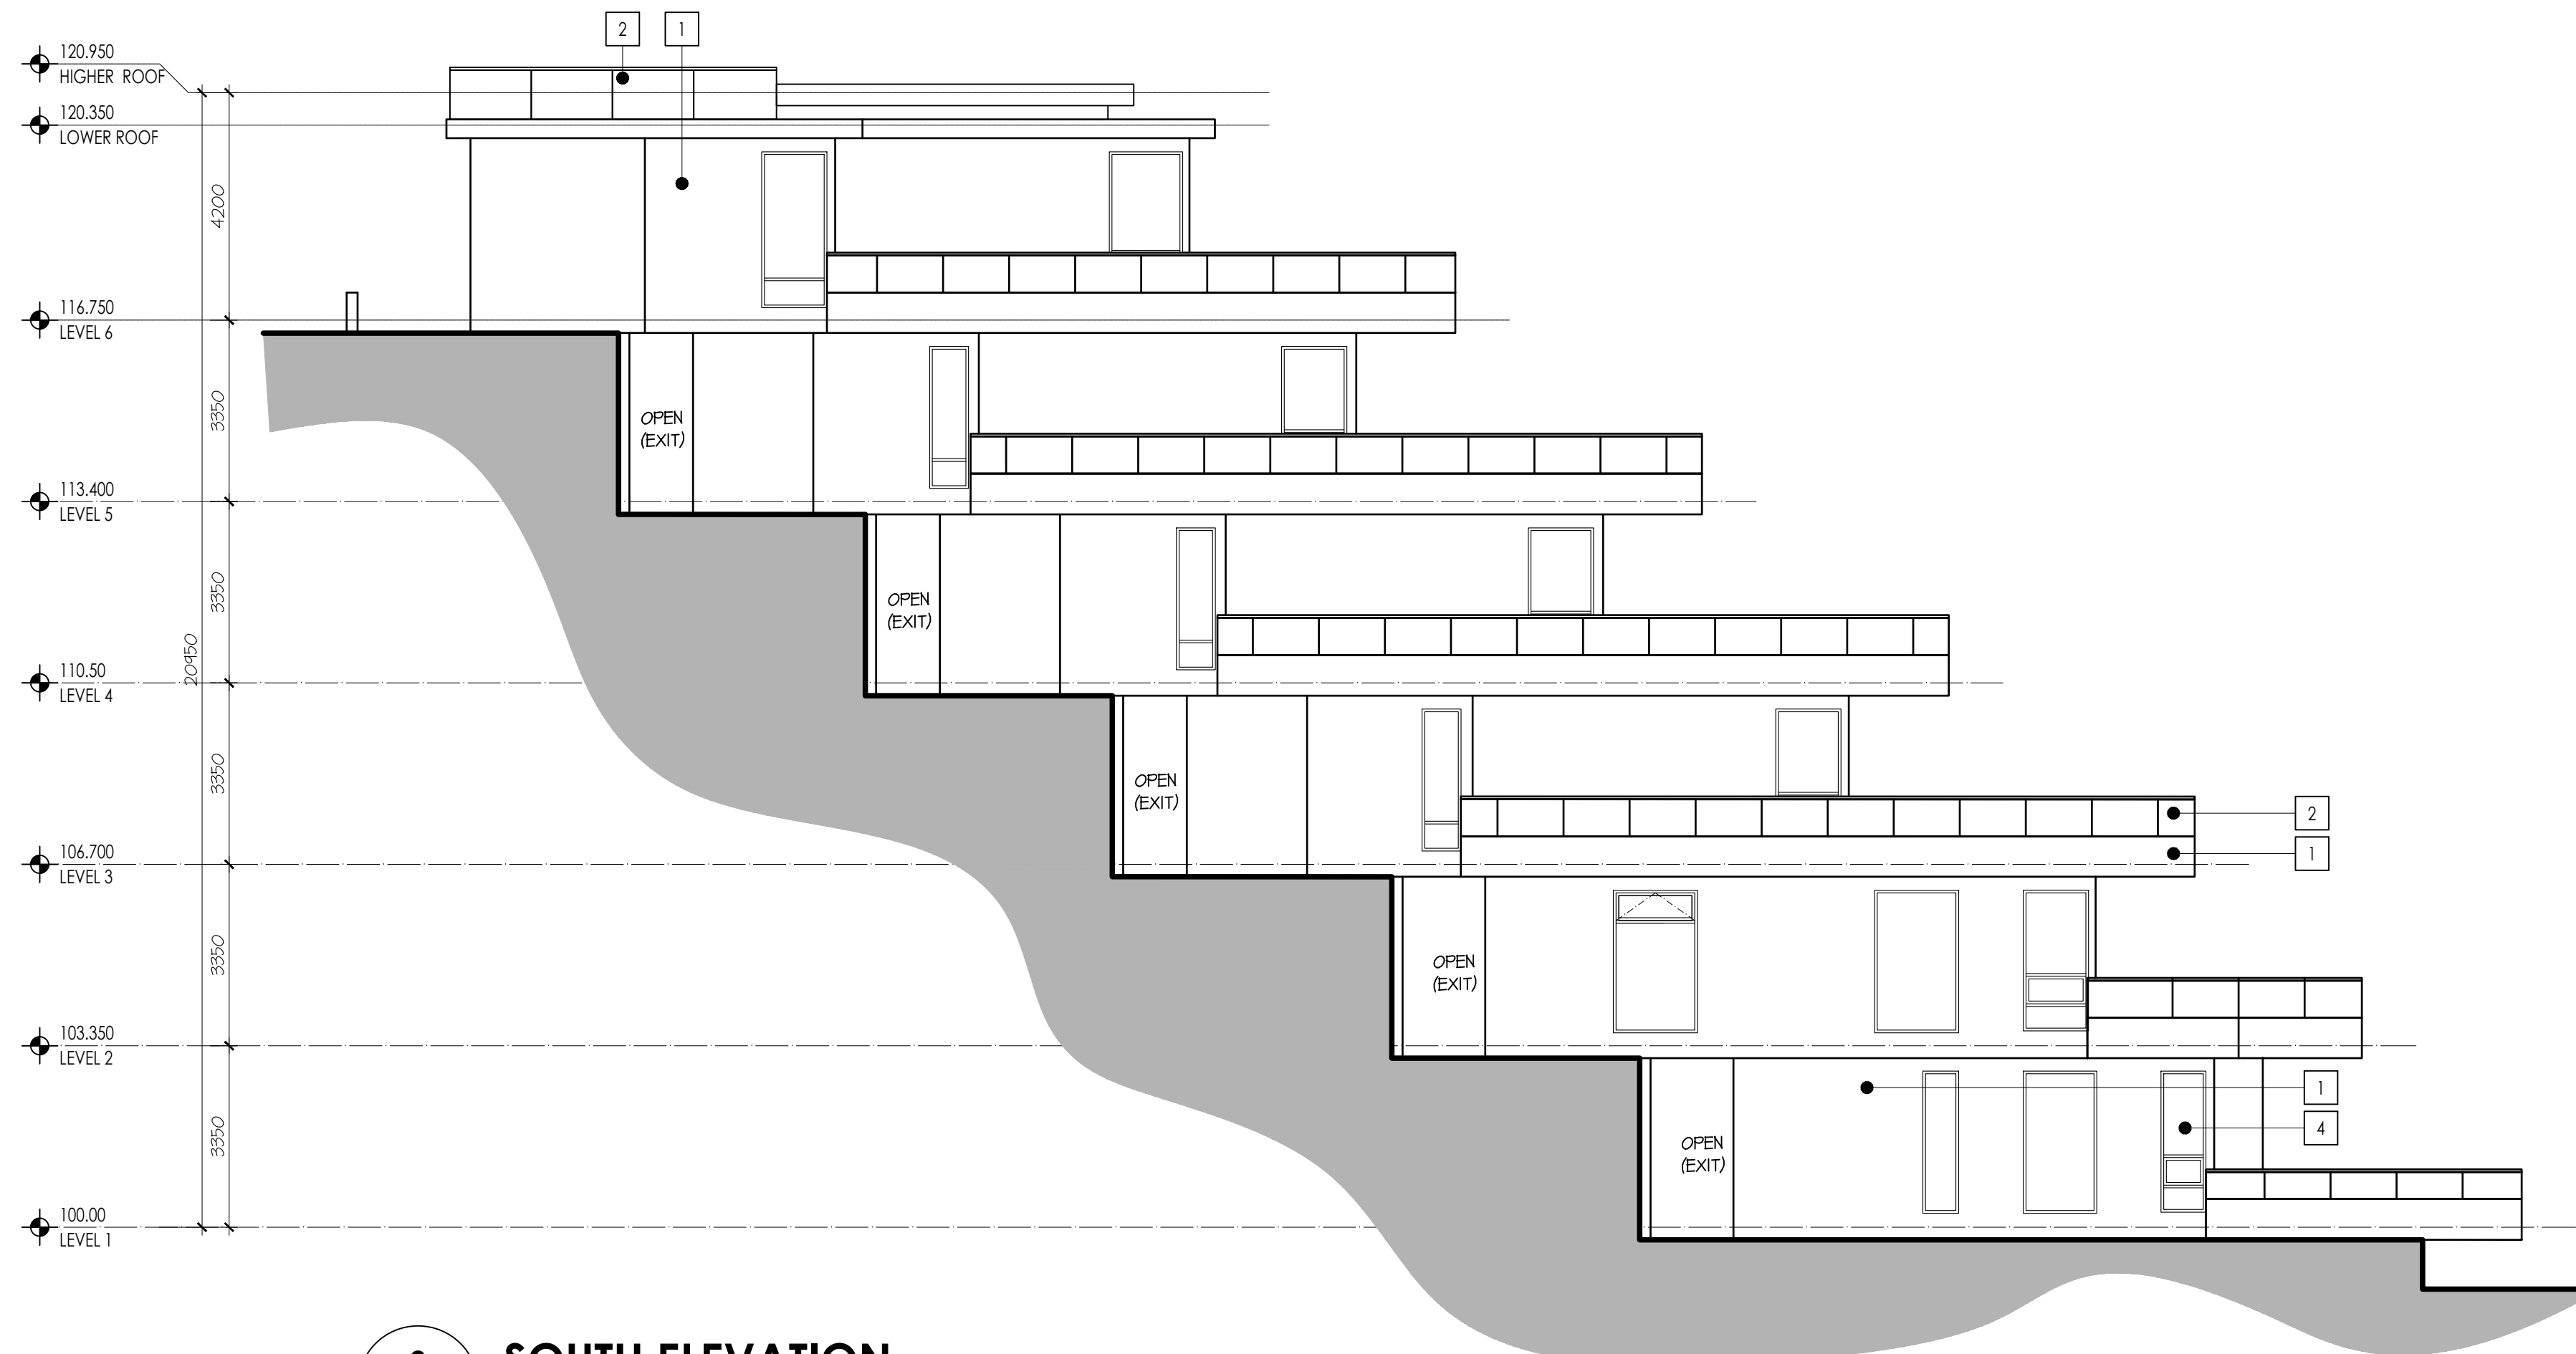 2 1
120.950
HIGHER ROOF
120.350
LOWER ROOF
4200
116.750
LEVEL 6
3350
OPEN
(EXIT)
113.400
LEVEL 5
3350
OPEN
(EXIT)
20950
110.50
LEVEL 4
3350
OPEN
(EXIT)
2
1
106.700
LEVEL 3
3350
OPEN
(EXIT)
103.350
LEVEL 2
1
4
3350
OPEN
(EXIT)
100.00
LEVEL 1
SOUTH ELEVATION